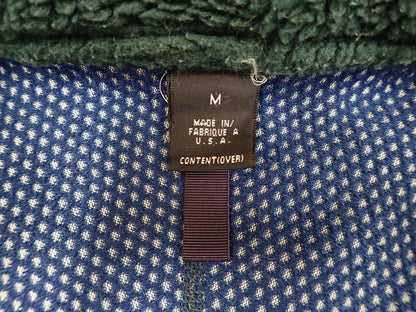 M
MADE IN/
FABRIQUE A
U.S.A.
CONTENT(OVER)